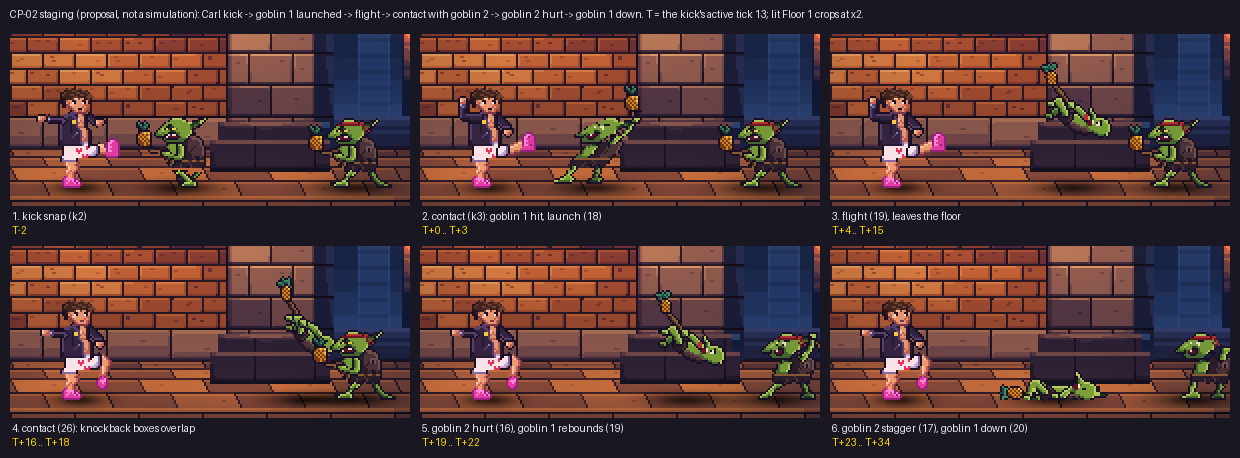 CP-02 staging (proposal, not a simulation): Carl kick -> goblin 1 launched -> flight -> contact with goblin 2 -> goblin 2 hurt -> goblin 1 down. T = the kick's active tick 13; lit Floor 1 crops at x2.
1. kick snap (k2)
T-2
2. contact (k3): goblin 1 hit, launch (18)
T+0 .. T+3
3. flight (19), leaves the floor
T+4 .. T+15
4. contact (26): knockback boxes overlap
T+16 .. T+18
5. goblin 2 hurt (16), goblin 1 rebounds (19)
T+19 .. T+22
6. goblin 2 stagger (17), goblin 1 down (20)
T+23 .. T+34